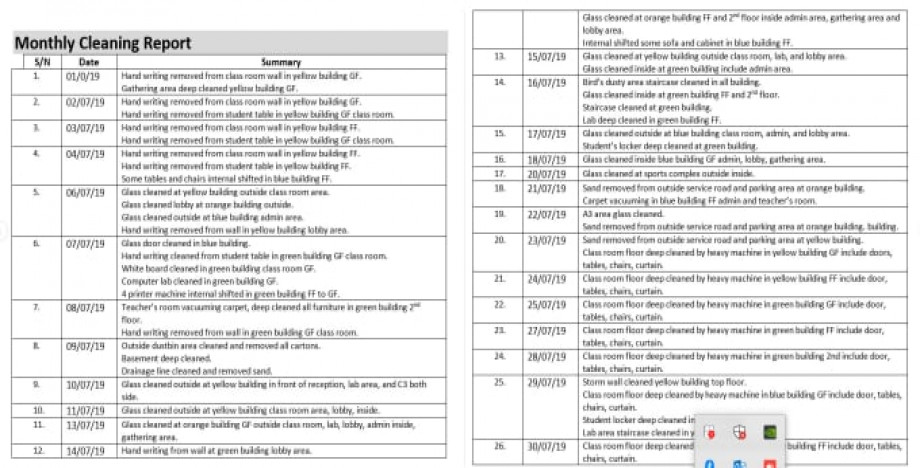 Monthly Cleaning Report
S/N Date Summary
1. 01/0/19 Hand writing removed from class room wall in yellow building GF.
Gathering area deep cleaned yellow building GF.
2. 02/07/19 Hand writing removed from class room wall in yellow building GF.
Hand writing removed from student table in yellow building GF class room.
3. 03/07/19 Hand writing removed from class room wall in yellow building FF.
Hand writing removed from student table in yellow building GF class room.
4. 04/07/19 Hand writing removed from class room wall in yellow building FF.
Hand writing removed from student table in yellow building FF.
Some tables and chairs internal shifted in blue building FF.
5. 06/07/19 Glass cleaned at yellow building outside class room area.
Glass cleaned lobby at orange building outside.
Glass cleaned outside at blue building admin area.
Hand writing removed from wall in yellow building lobby area.
6. 07/07/19 Glass door cleaned in blue building.
Hand writing cleaned from student table in green building GF class room.
White board cleaned in green building class room GF.
Computer lab cleaned in green building GF.
4 printer machine internal shifted in green building FF to GF.
7. 08/07/19 Teacher's room vacuuming carpet, deep cleaned all furniture in green building 2nd
floor.
Hand writing removed from wall in green building GF class room.
8. 09/07/19 Outside dustbin area cleaned and removed all cartons.
Basement deep cleaned.
Drainage line cleaned and removed sand.
9. 10/07/19 Glass cleaned outside at yellow building in front of reception, lab area, and C3 both
side.
10. 11/07/19 Glass cleaned outside at yellow building class room area, lobby, inside.
11. 13/07/19 Glass cleaned at orange building GF outside class room, lab, lobby, admin inside,
gathering area.
12. 14/07/19 Hand writing from wall at green building lobby area.
Glass cleaned at orange building FF and 2nd floor inside admin area, gathering area and
lobby area.
Internal shifted some sofa and cabinet in blue building FF.
13. 15/07/19 Glass cleaned at yellow building outside class room, lab, and lobby area.
Glass cleaned inside at green building include admin area.
14. 16/07/19 Bird's dusty area staircase cleaned in all building.
Glass cleaned inside at green building FF and 2nd floor.
Staircase cleaned at green building.
Lab deep cleaned in green building FF.
15. 17/07/19 Glass cleaned outside at blue building class room, admin, and lobby area.
Student's locker deep cleaned at green building.
16. 18/07/19 Glass cleaned inside blue building GF admin, lobby, gathering area.
17. 20/07/19 Glass cleaned at sports complex outside inside.
18. 21/07/19 Sand removed from outside service road and parking area at orange building.
Carpet vacuuming in blue building FF admin and teacher's room.
19. 22/07/19 A3 area glass cleaned.
Sand removed from outside service road and parking area at orange building. building.
20. 23/07/19 Sand removed from outside service road and parking area at yellow building.
Class room floor deep cleaned by heavy machine in yellow building GF include doors,
tables, chairs, curtain.
21. 24/07/19 Class room floor deep cleaned by heavy machine in yellow building FF include door,
tables, chairs, curtain.
22. 25/07/19 Class room floor deep cleaned by heavy machine in green building GF include door,
tables, chairs, curtain.
23. 27/07/19 Class room floor deep cleaned by heavy machine in green building FF include door,
tables, chairs, curtain.
24. 28/07/19 Class room floor deep cleaned by heavy machine in green building 2nd include door,
tables, chairs, curtain.
25. 29/07/19 Storm wall cleaned yellow building top floor.
Class room floor deep cleaned by heavy machine in blue building GF include door, tables,
chairs, curtain.
Student locker deep cleaned in
Lab area staircase cleaned in y
26. 30/07/19 Class room floor deep cleaned building FF include door, tables,
chairs, curtain.